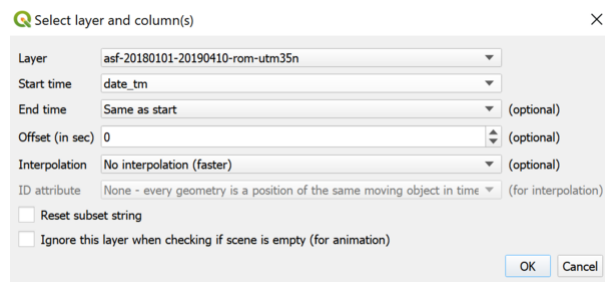 Select layer and column(s)
Layer asf-20180101-20190410-rom-utm35n
Start time date_tm
End time Same as start (optional)
Offset (in sec) 0 (optional)
Interpolation No interpolation (faster) (optional)
ID attribute None - every geometry is a position of the same moving object in time (for interpolation)
Reset subset string
Ignore this layer when checking if scene is empty (for animation)
OK Cancel